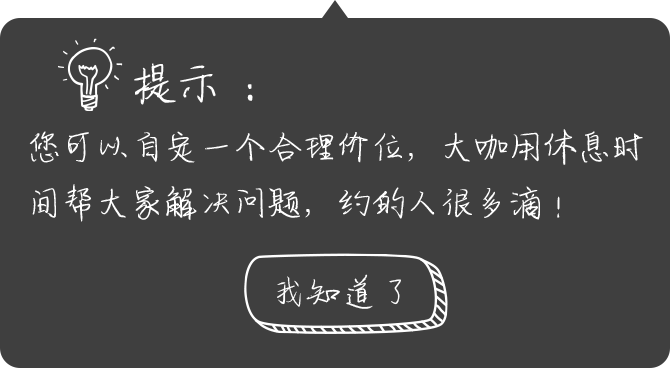 提示：
您可以自定一个合理价位，大咖用休息时
间帮大家解决问题，约的人很多滴！
我知道了